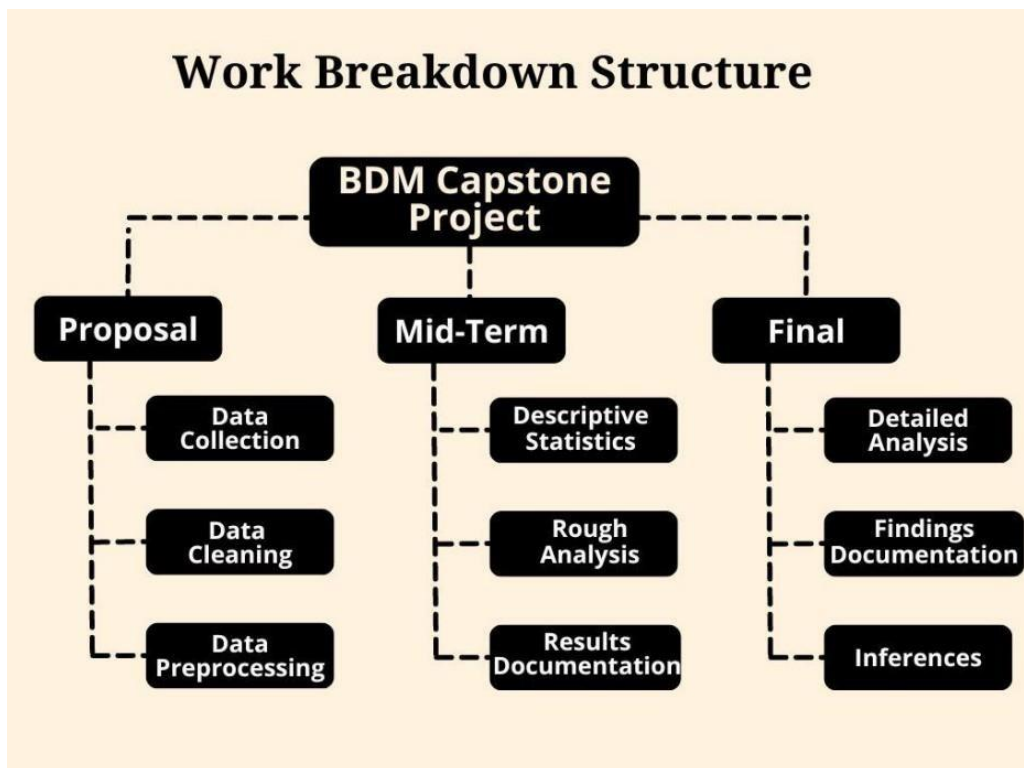 Work Breakdown Structure
BDM Capstone
Project
Proposal
Mid-Term
Final
Data
Collection
Descriptive
Statistics
Detailed
Analysis
Data
Cleaning
Rough
Analysis
Findings
Documentation
Data
Preprocessing
Results
Documentation
Inferences